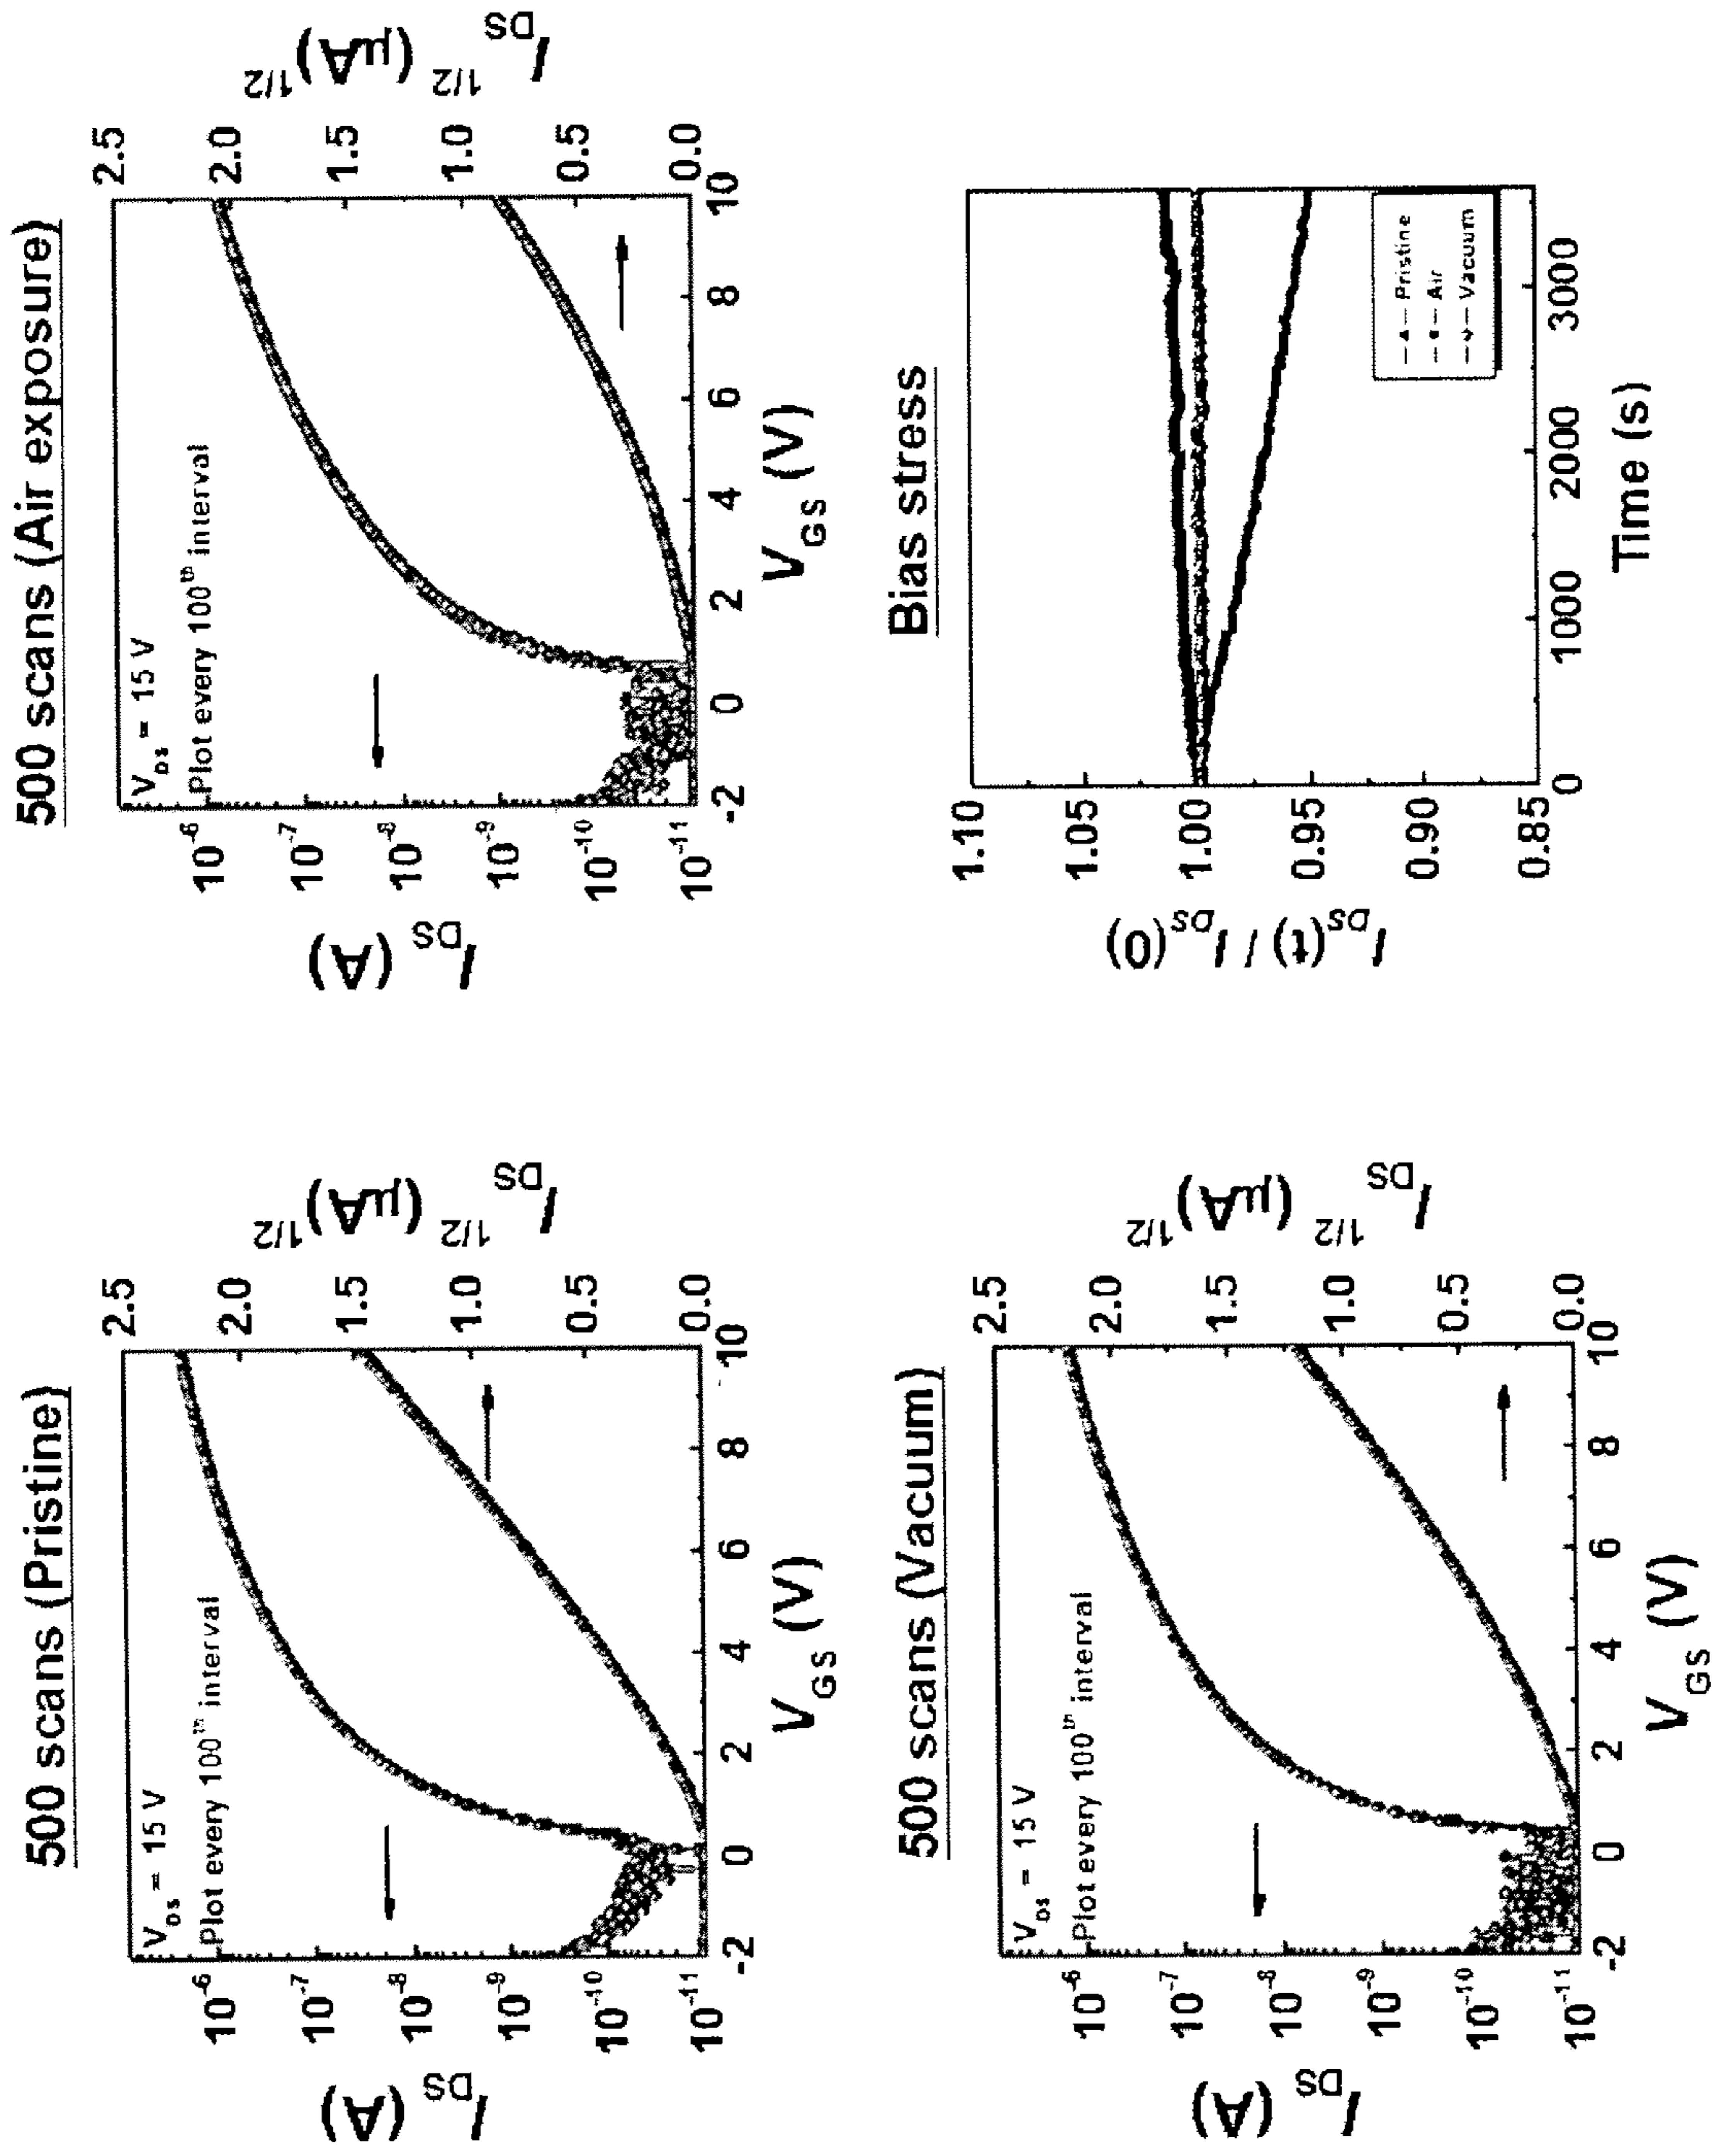 500 scans (Pristine)
V_DS = 15 V
Plot every 100^th interval
I_DS (A)
10^-6
10^-7
10^-8
10^-9
10^-10
10^-11
I_DS^1/2 (μA)^1/2
2.5
2.0
1.5
1.0
0.5
0.0
-2 0 2 4 6 8 10
V_GS (V)
500 scans (Air exposure)
V_DS = 15 V
Plot every 100^th interval
I_DS (A)
10^-6
10^-7
10^-8
10^-9
10^-10
10^-11
I_DS^1/2 (μA)^1/2
2.5
2.0
1.5
1.0
0.5
0.0
-2 0 2 4 6 8 10
V_GS (V)
500 scans (Vacuum)
V_DS = 15 V
Plot every 100^th interval
I_DS (A)
10^-6
10^-7
10^-8
10^-9
10^-10
10^-11
I_DS^1/2 (μA)^1/2
2.5
2.0
1.5
1.0
0.5
0.0
-2 0 2 4 6 8 10
V_GS (V)
Bias stress
I_DS(t) / I_DS(0)
1.10
1.05
1.00
0.95
0.90
0.85
Pristine
Air
Vacuum
0 1000 2000 3000
Time (s)